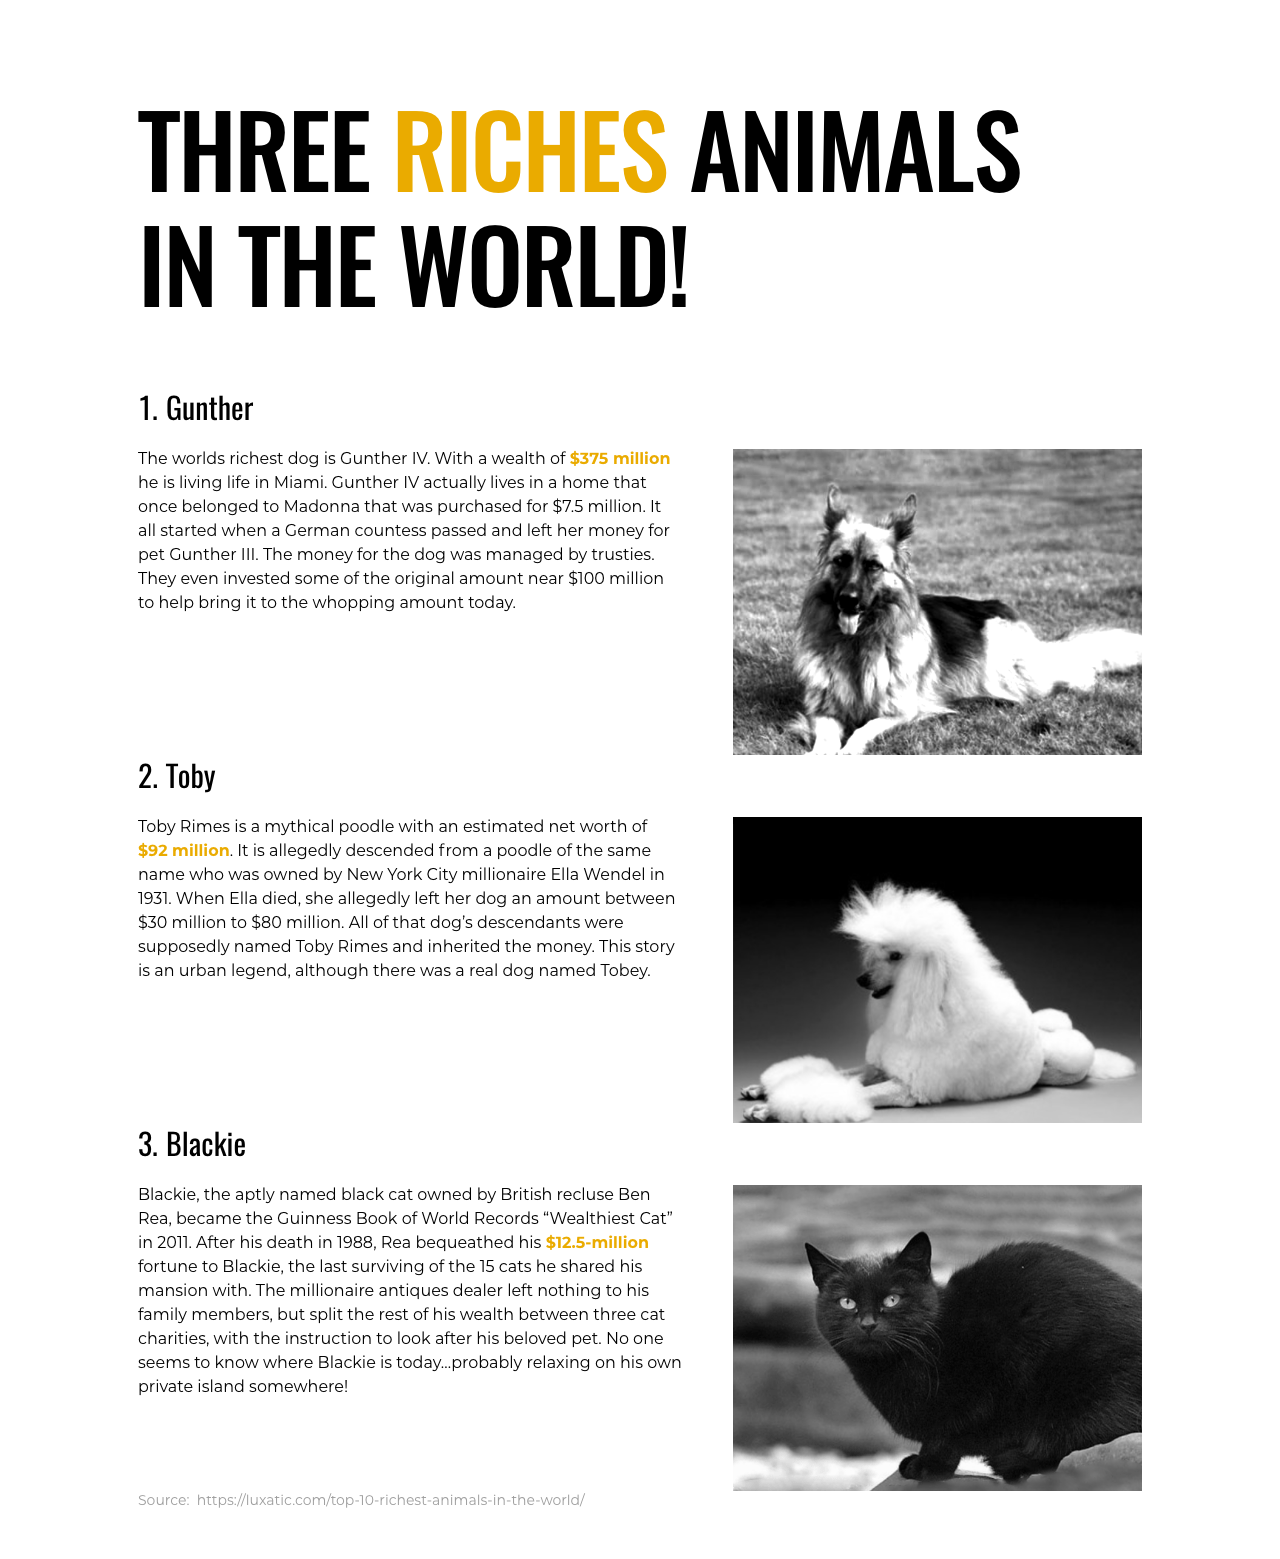 THREE RICHES ANIMALS
IN THE WORLD!
1. Gunther
The worlds richest dog is Gunther IV. With a wealth of $375 million
he is living life in Miami. Gunther IV actually lives in a home that
once belonged to Madonna that was purchased for $7.5 million. It
all started when a German countess passed and left her money for
pet Gunther III. The money for the dog was managed by trusties.
They even invested some of the original amount near $100 million
to help bring it to the whopping amount today.
2. Toby
Toby Rimes is a mythical poodle with an estimated net worth of
$92 million. It is allegedly descended from a poodle of the same
name who was owned by New York City millionaire Ella Wendel in
1931. When Ella died, she allegedly left her dog an amount between
$30 million to $80 million. All of that dog’s descendants were
supposedly named Toby Rimes and inherited the money. This story
is an urban legend, although there was a real dog named Tobey.
3. Blackie
Blackie, the aptly named black cat owned by British recluse Ben
Rea, became the Guinness Book of World Records “Wealthiest Cat”
in 2011. After his death in 1988, Rea bequeathed his $12.5-million
fortune to Blackie, the last surviving of the 15 cats he shared his
mansion with. The millionaire antiques dealer left nothing to his
family members, but split the rest of his wealth between three cat
charities, with the instruction to look after his beloved pet. No one
seems to know where Blackie is today…probably relaxing on his own
private island somewhere!
Source:  https://luxatic.com/top-10-richest-animals-in-the-world/